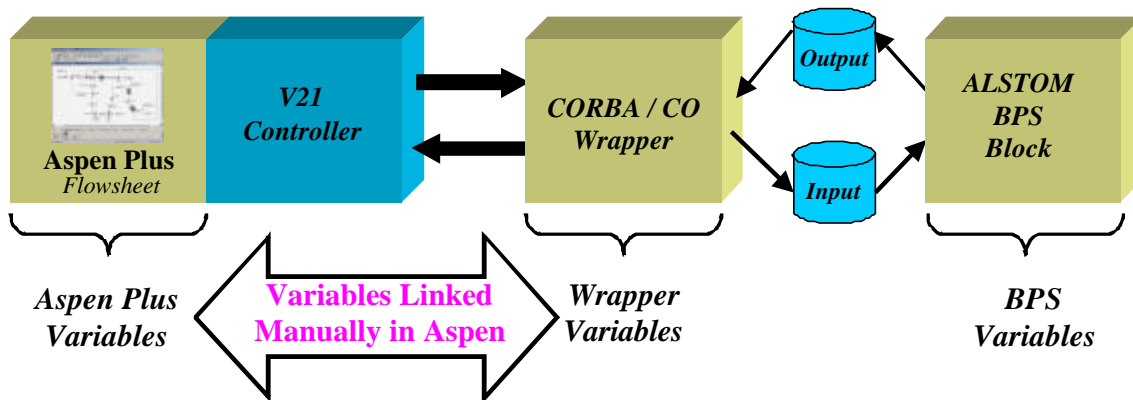 Aspen Plus
Flowsheet
V21
Controller
CORBA / CO
Wrapper
Output
Input
ALSTOM
BPS
Block
Aspen Plus
Variables
Variables Linked
Manually in Aspen
Wrapper
Variables
BPS
Variables